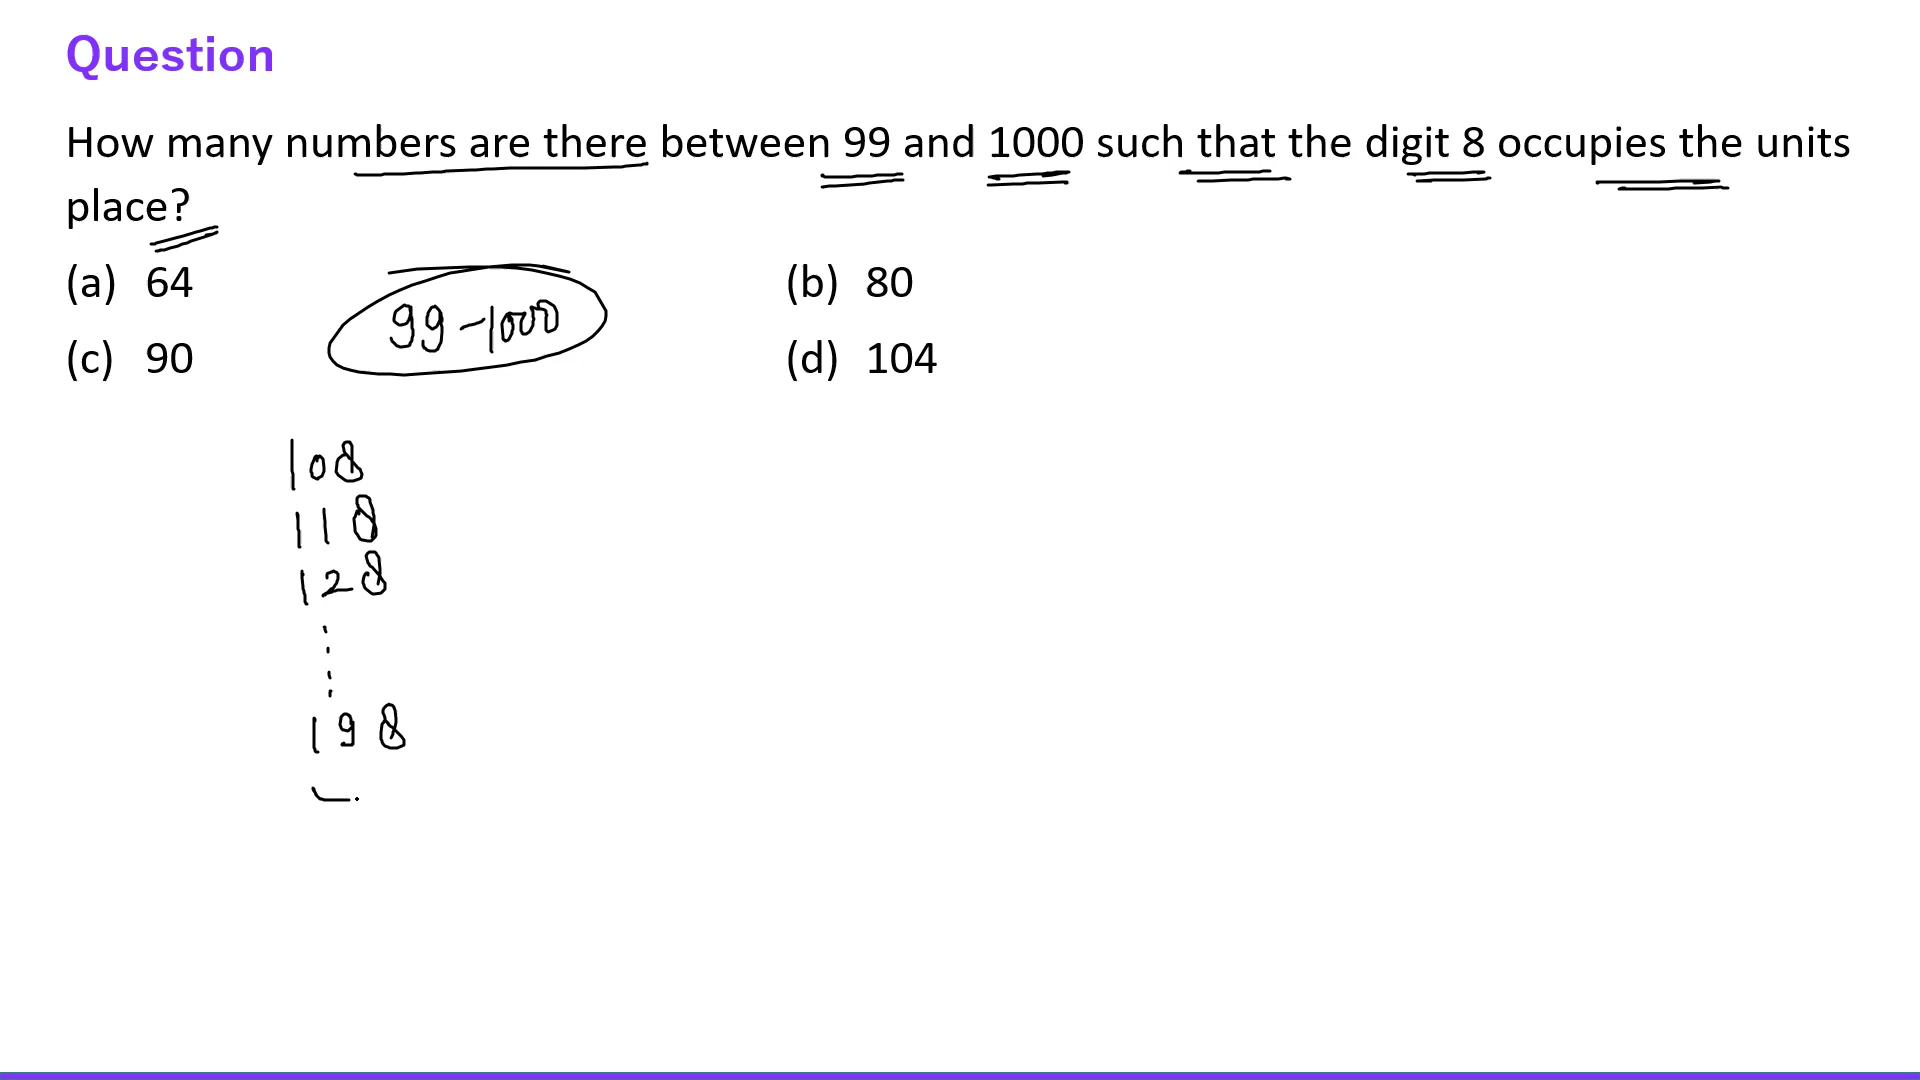 Question
How many numbers are there between 99 and 1000 such that the digit 8 occupies the units
place?
(a) 64
(b) 80
(c) 90
(d) 104
99-1000
108
118
128
198